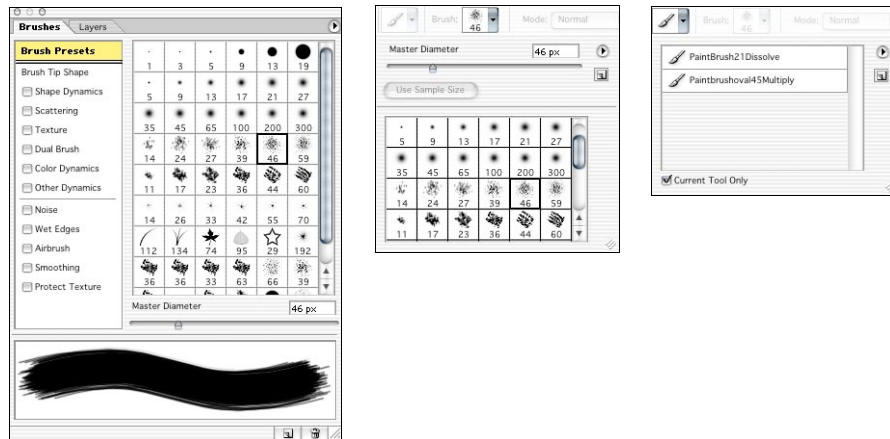 Brushes Layers
Brush Presets
Brush Tip Shape
Shape Dynamics
Scattering
Texture
Dual Brush
Color Dynamics
Other Dynamics
Noise
Wet Edges
Airbrush
Smoothing
Protect Texture
1 3 5 9 13 19
5 9 13 17 21 27
35 45 65 100 200 300
14 24 27 39 46 59
11 17 23 36 44 60
14 26 33 42 55 70
112 134 74 95 29 192
36 36 33 63 66 39
Master Diameter 46 px
Brush: 46 Mode: Normal
Master Diameter 46 px
Use Sample Size
5 9 13 17 21 27
35 45 65 100 200 300
14 24 27 39 46 59
11 17 23 36 44 60
Brush: 46 Mode: Normal
PaintBrush21Dissolve
Paintbrushoval45Multiply
Current Tool Only